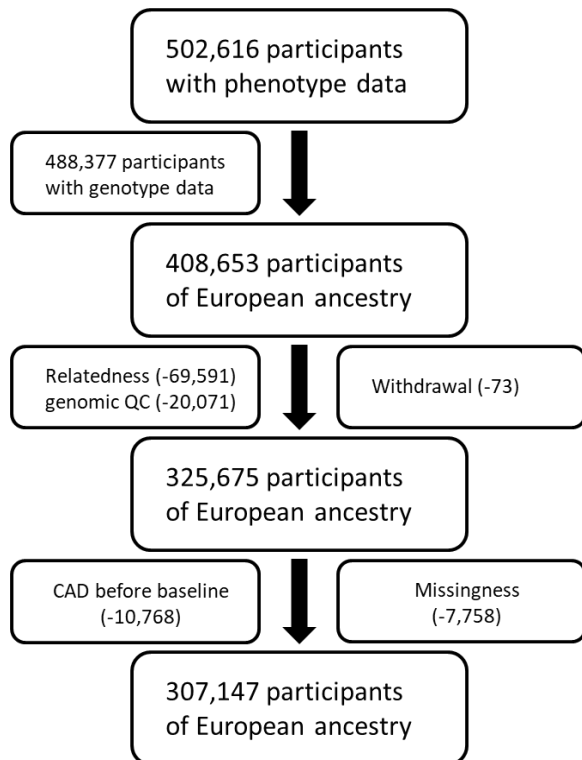 502,616 participants
with phenotype data
488,377 participants
with genotype data
408,653 participants
of European ancestry
Relatedness (-69,591)
genomic QC (-20,071)
Withdrawal (-73)
325,675 participants
of European ancestry
CAD before baseline
(-10,768)
Missingness
(-7,758)
307,147 participants
of European ancestry